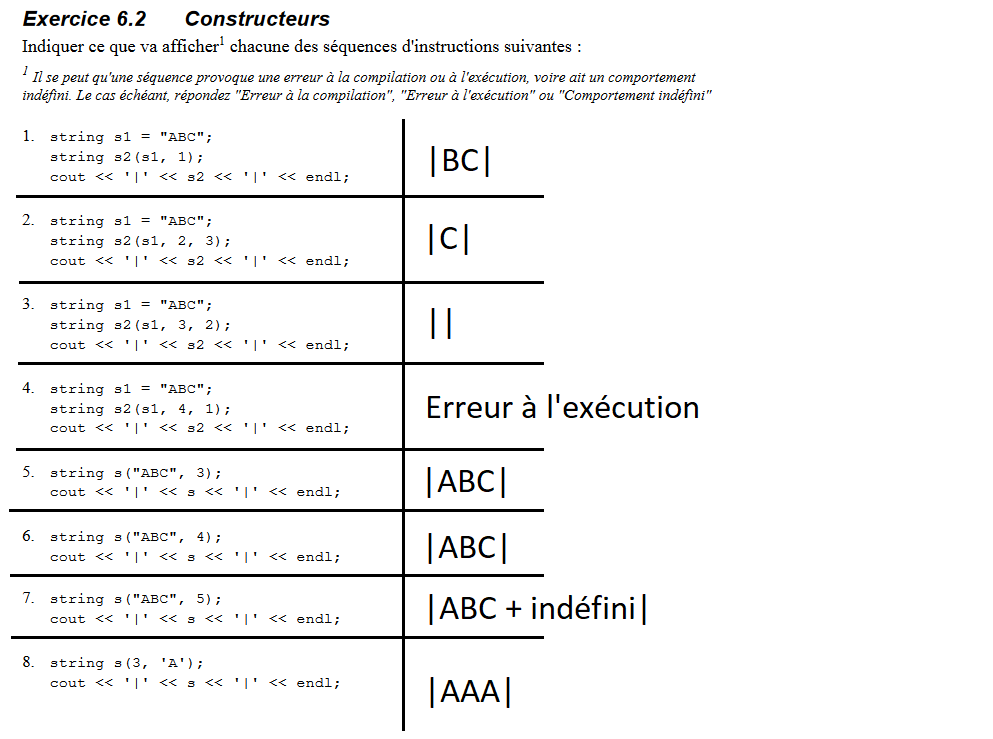 Exercice 6.2 Constructeurs
Indiquer ce que va afficher1 chacune des séquences d'instructions suivantes :
1 Il se peut qu'une séquence provoque une erreur à la compilation ou à l'exécution, voire ait un comportement
indéfini. Le cas échéant, répondez "Erreur à la compilation", "Erreur à l'exécution" ou "Comportement indéfini"
1. string s1 = "ABC";
string s2(s1, 1);
cout << '|' << s2 << '|' << endl;
|BC|
2. string s1 = "ABC";
string s2(s1, 2, 3);
cout << '|' << s2 << '|' << endl;
|C|
3. string s1 = "ABC";
string s2(s1, 3, 2);
cout << '|' << s2 << '|' << endl;
||
4. string s1 = "ABC";
string s2(s1, 4, 1);
cout << '|' << s2 << '|' << endl;
Erreur à l'exécution
5. string s("ABC", 3);
cout << '|' << s << '|' << endl;
|ABC|
6. string s("ABC", 4);
cout << '|' << s << '|' << endl;
|ABC|
7. string s("ABC", 5);
cout << '|' << s << '|' << endl;
|ABC + indéfini|
8. string s(3, 'A');
cout << '|' << s << '|' << endl;
|AAA|